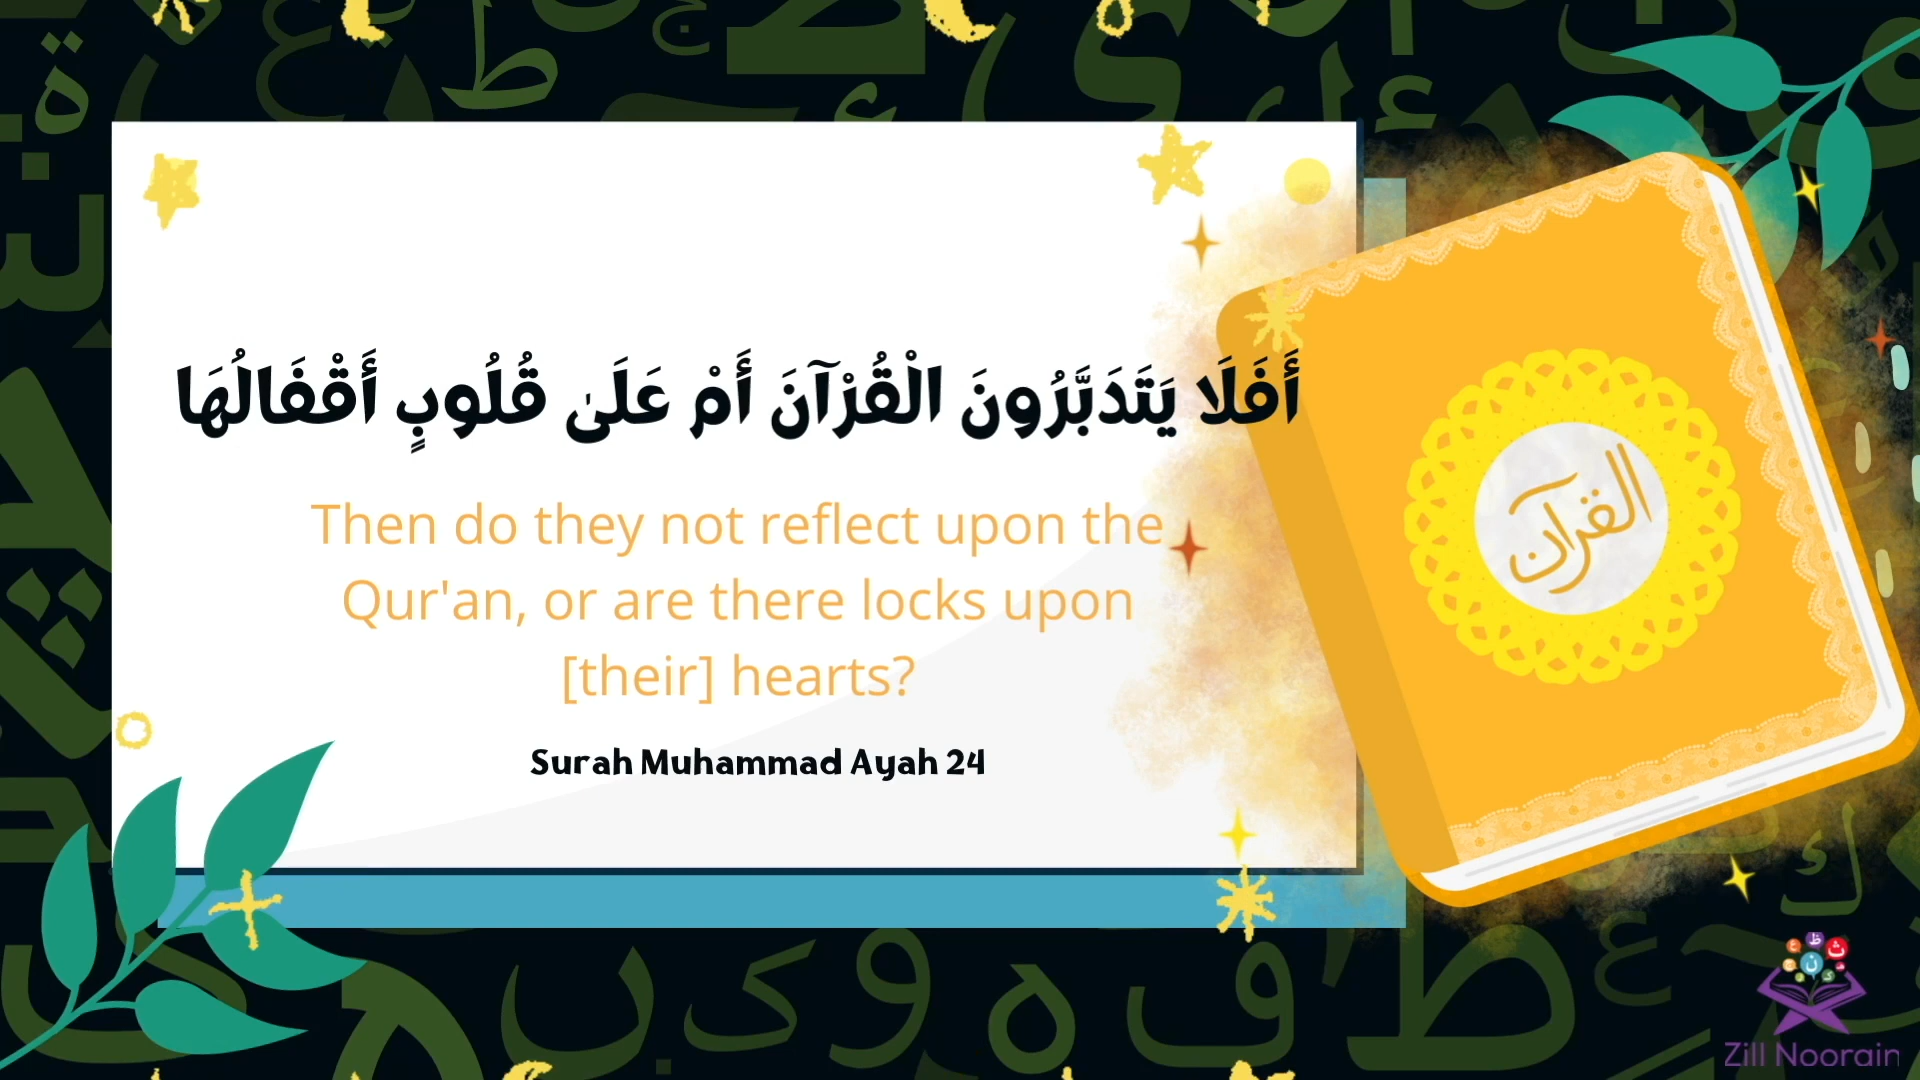 أَفَلَا يَتَدَبَّرُونَ الْقُرْآنَ أَمْ عَلَىٰ قُلُوبٍ أَقْفَالُهَا
Then do they not reflect upon the
Qur'an, or are there locks upon
[their] hearts?
Surah Muhammad Ayah 24
القرآن
Zill Noorain